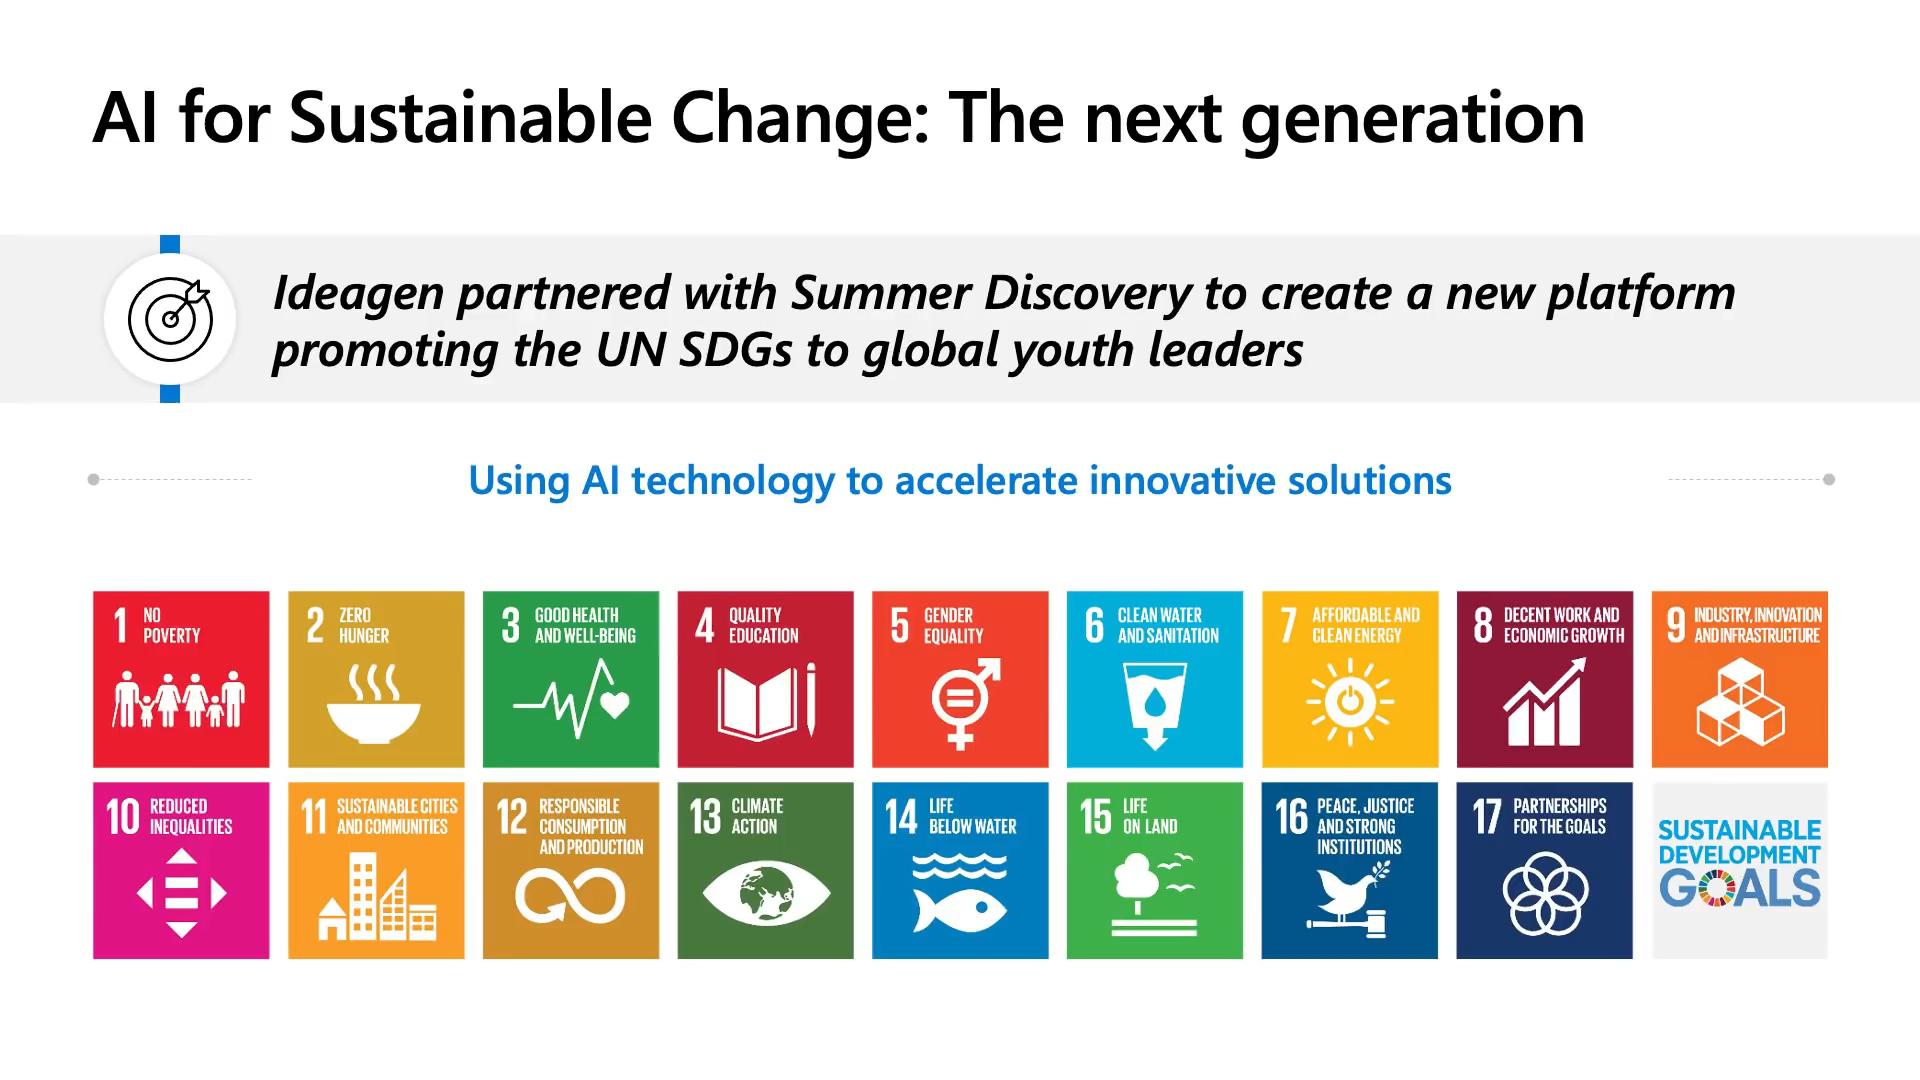 AI for Sustainable Change: The next generation
Ideagen partnered with Summer Discovery to create a new platform
promoting the UN SDGs to global youth leaders
Using AI technology to accelerate innovative solutions
1 NO
POVERTY
2 ZERO
HUNGER
3 GOOD HEALTH
AND WELL-BEING
4 QUALITY
EDUCATION
5 GENDER
EQUALITY
6 CLEAN WATER
AND SANITATION
7 AFFORDABLE AND
CLEAN ENERGY
8 DECENT WORK AND
ECONOMIC GROWTH
9 INDUSTRY, INNOVATION
AND INFRASTRUCTURE
10 REDUCED
INEQUALITIES
11 SUSTAINABLE CITIES
AND COMMUNITIES
12 RESPONSIBLE
CONSUMPTION
AND PRODUCTION
13 CLIMATE
ACTION
14 LIFE
BELOW WATER
15 LIFE
ON LAND
16 PEACE, JUSTICE
AND STRONG
INSTITUTIONS
17 PARTNERSHIPS
FOR THE GOALS
SUSTAINABLE
DEVELOPMENT
GOALS